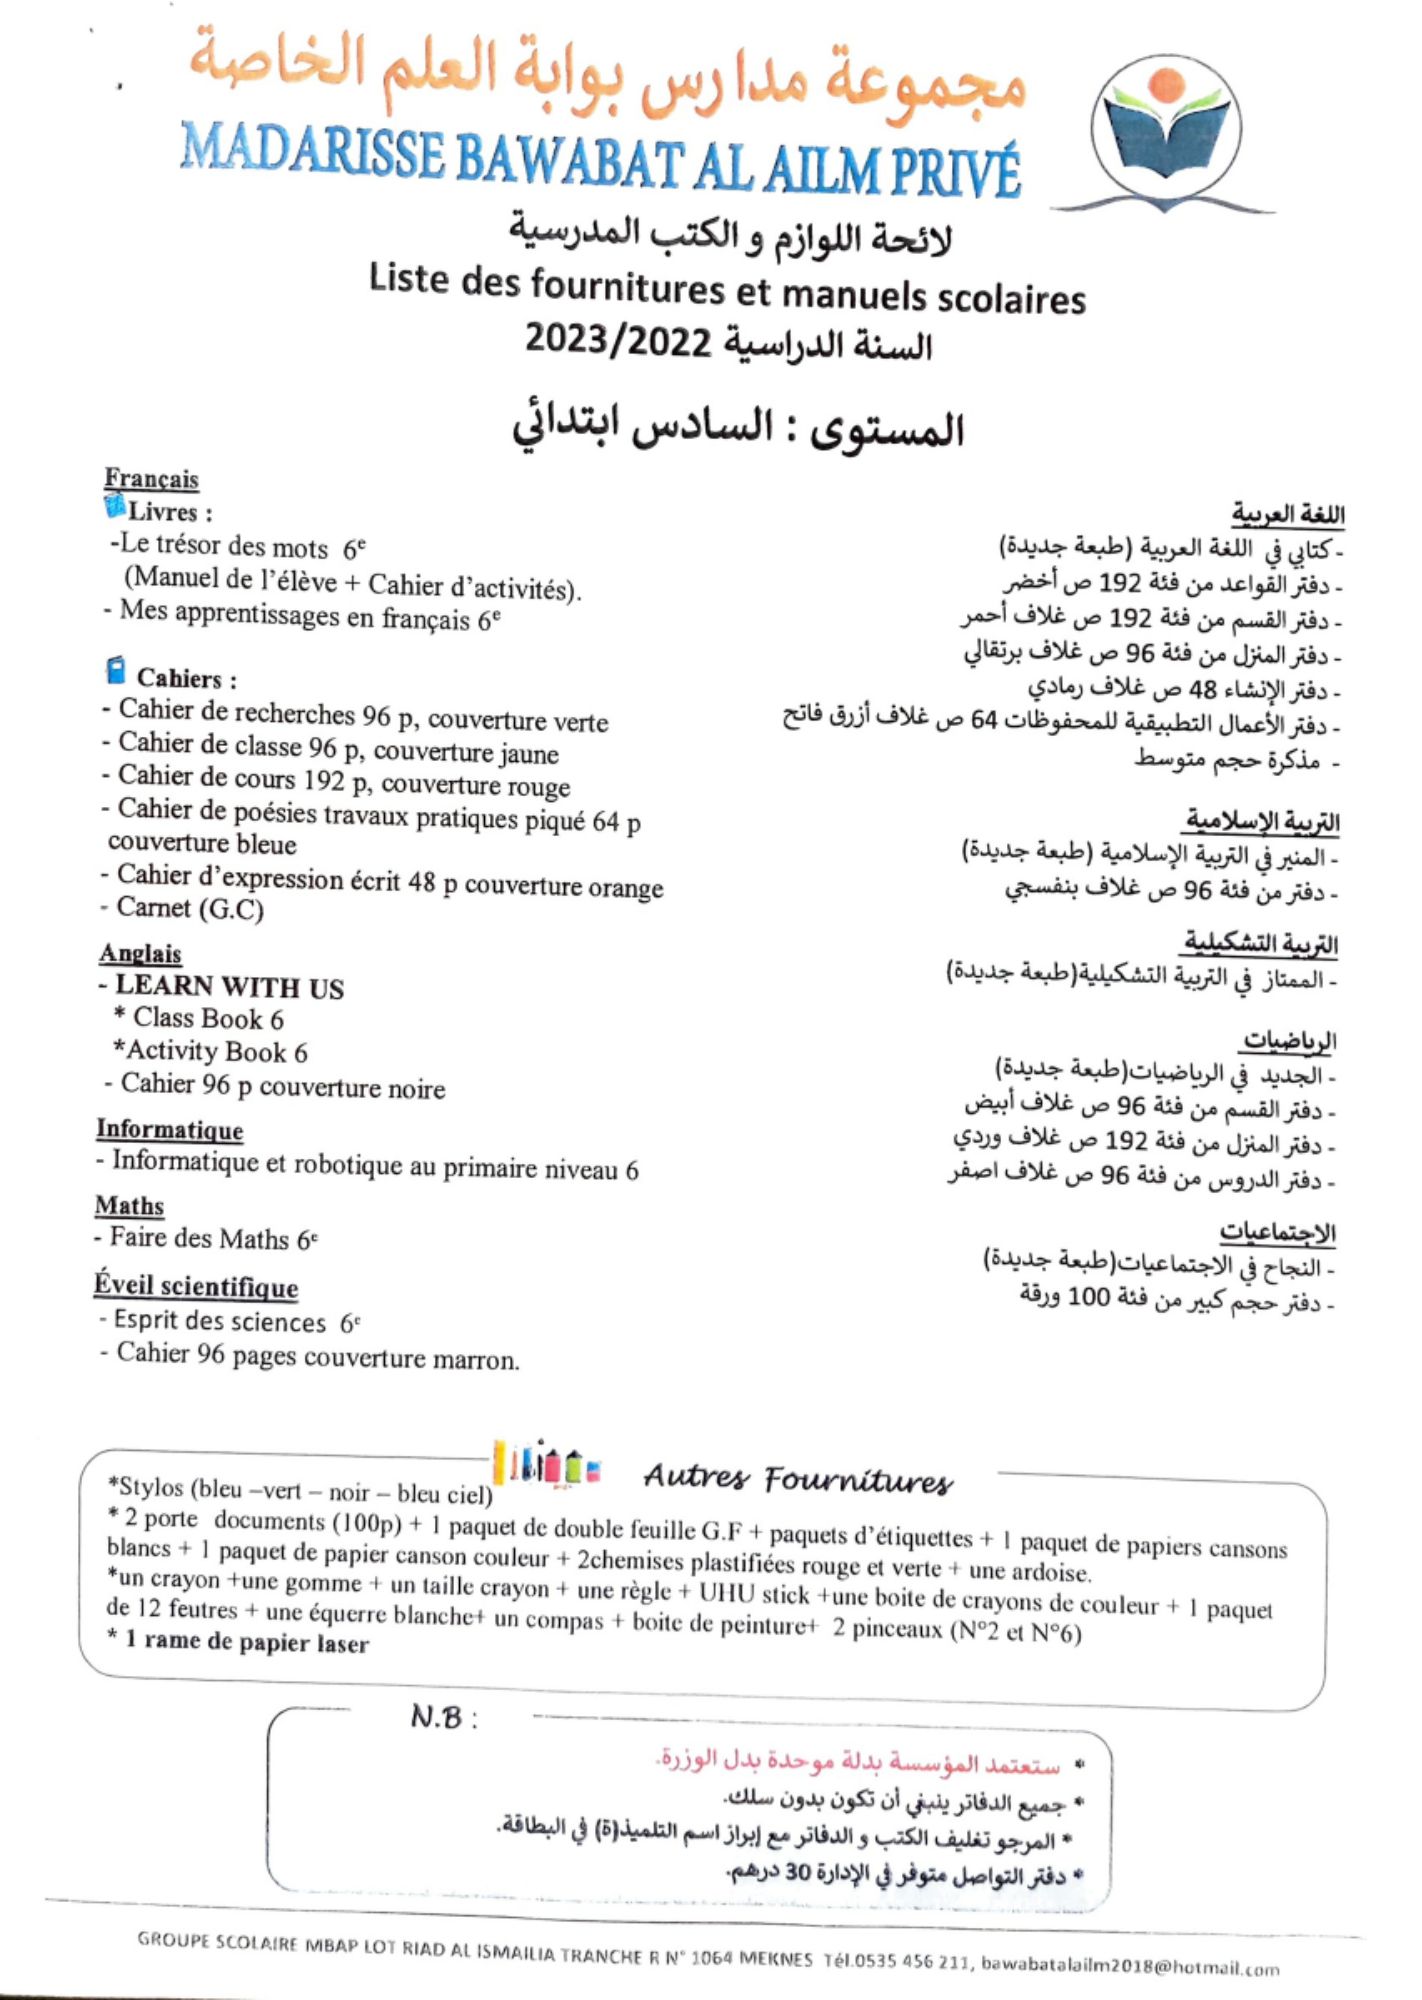 مجموعة مدارس بوابة العلم الخاصة
MADARISSE BAWABAT AL AILM PRIVÉ
لائحة اللوازم و الكتب المدرسية
Liste des fournitures et manuels scolaires
السنة الدراسية 2023/2022
المستوى : السادس ابتدائي
Français
Livres :
-Le trésor des mots 6e
(Manuel de l'élève + Cahier d'activités).
- Mes apprentissages en français 6e
Cahiers :
- Cahier de recherches 96 p, couverture verte
- Cahier de classe 96 p, couverture jaune
- Cahier de cours 192 p, couverture rouge
- Cahier de poésies travaux pratiques piqué 64 p
couverture bleue
- Cahier d'expression écrit 48 p couverture orange
- Carnet (G.C)
Anglais
- LEARN WITH US
* Class Book 6
*Activity Book 6
- Cahier 96 p couverture noire
Informatique
- Informatique et robotique au primaire niveau 6
Maths
- Faire des Maths 6e
Éveil scientifique
- Esprit des sciences 6e
- Cahier 96 pages couverture marron.
اللغة العربية
- كتابي في اللغة العربية (طبعة جديدة)
- دفتر القواعد من فئة 192 ص أخضر
- دفتر القسم من فئة 192 ص غلاف أحمر
- دفتر المنزل من فئة 96 ص غلاف برتقالي
- دفتر الإنشاء 48 ص غلاف رمادي
- دفتر الأعمال التطبيقية للمحفوظات 64 ص غلاف أزرق فاتح
- مذكرة حجم متوسط
التربية الإسلامية
- المنير في التربية الإسلامية (طبعة جديدة)
- دفتر من فئة 96 ص غلاف بنفسجي
التربية التشكيلية
- الممتاز في التربية التشكيلية(طبعة جديدة)
الرياضيات
- الجديد في الرياضيات(طبعة جديدة)
- دفتر القسم من فئة 96 ص غلاف أبيض
- دفتر المنزل من فئة 192 ص غلاف وردي
- دفتر الدروس من فئة 96 ص غلاف اصفر
الاجتماعيات
- النجاح في الاجتماعيات(طبعة جديدة)
- دفتر حجم كبير من فئة 100 ورقة
Autres Fournitures
*Stylos (bleu –vert – noir – bleu ciel)
* 2 porte documents (100p) + 1 paquet de double feuille G.F + paquets d'étiquettes + 1 paquet de papiers cansons
blancs + 1 paquet de papier canson couleur + 2chemises plastifiées rouge et verte + une ardoise.
*un crayon +une gomme + un taille crayon + une règle + UHU stick +une boite de crayons de couleur + 1 paquet
de 12 feutres + une équerre blanche+ un compas + boite de peinture+ 2 pinceaux (N°2 et N°6)
* 1 rame de papier laser
N.B :
* ستعتمد المؤسسة بدلة موحدة بدل الوزرة.
* جميع الدفاتر ينبغي أن تكون بدون سلك.
* المرجو تغليف الكتب و الدفاتر مع إبراز اسم التلميذ(ة) في البطاقة.
* دفتر التواصل متوفر في الإدارة 30 درهم.
GROUPE SCOLAIRE MBAP LOT RIAD AL ISMAILIA TRANCHE R N° 1064 MEKNES Tél.0535 456 211, bawabatalailm2018@hotmail.com